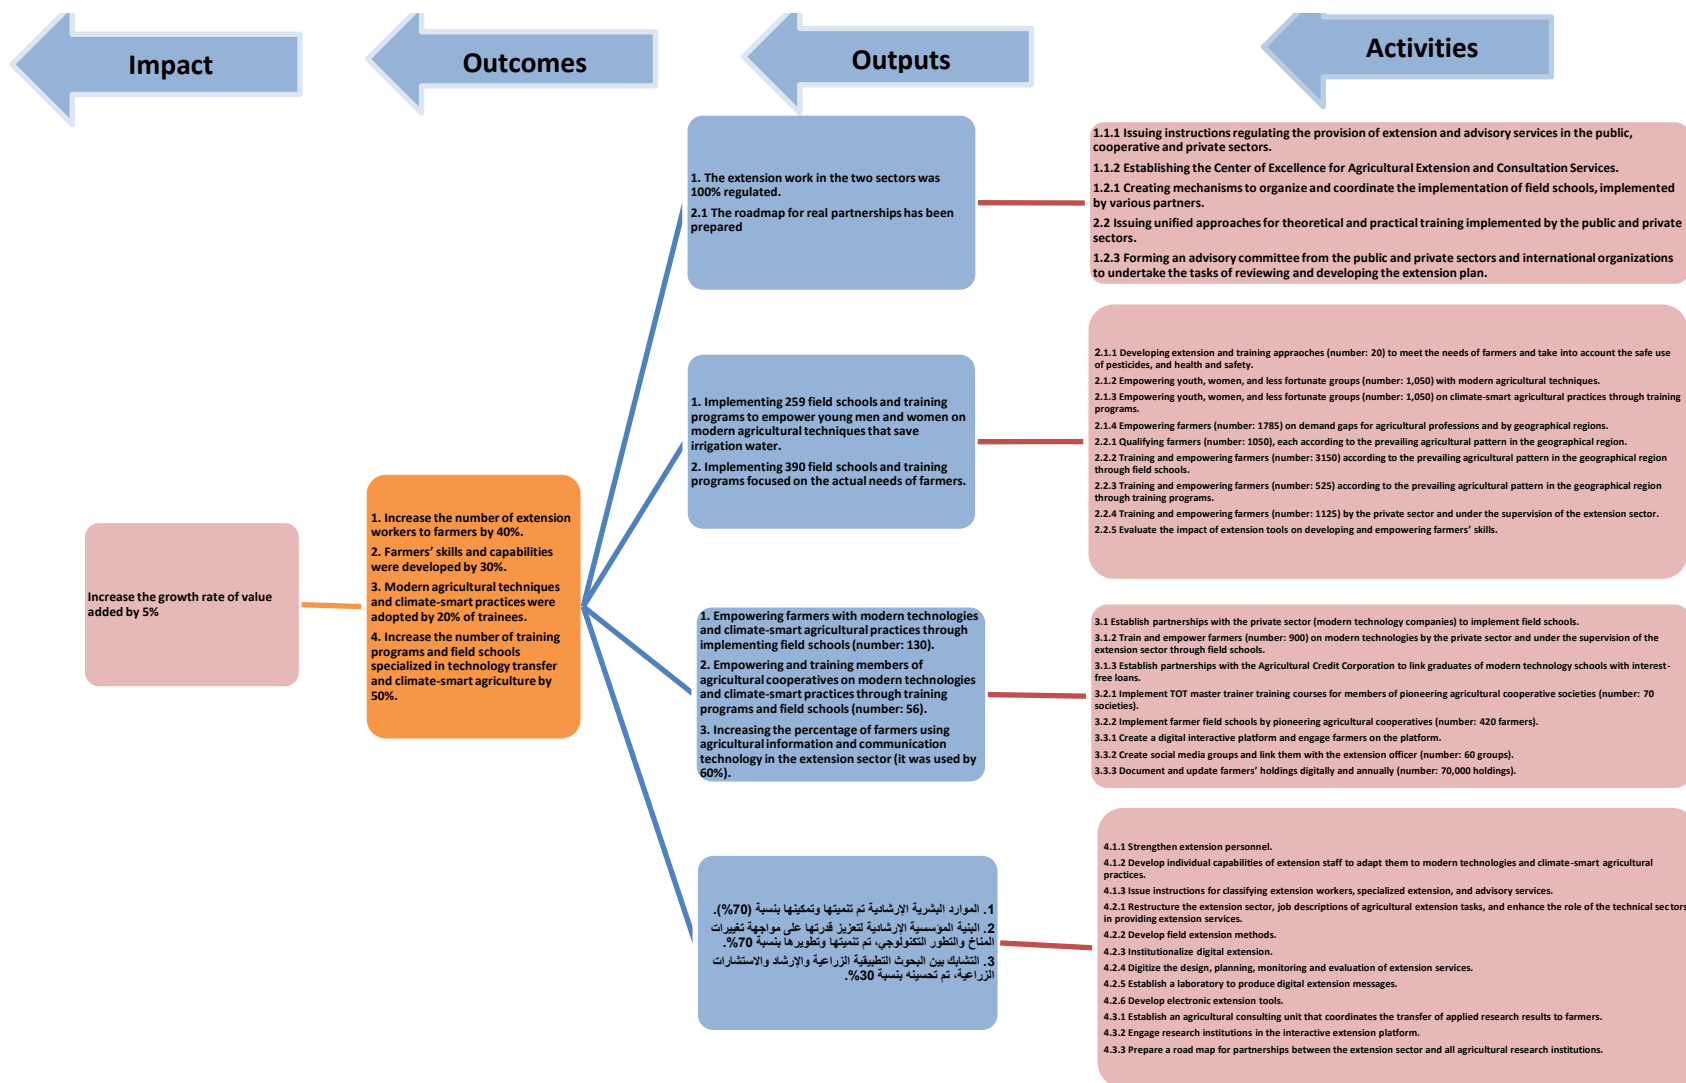 Impact
Outcomes
Outputs
Activities
Increase the growth rate of value
added by 5%
1. Increase the number of extension
workers to farmers by 40%.
2. Farmers' skills and capabilities
were developed by 30%.
3. Modern agricultural techniques
and climate-smart practices were
adopted by 20% of trainees.
4. Increase the number of training
programs and field schools
specialized in technology transfer
and climate-smart agriculture by
50%.
1. The extension work in the two sectors was
100% regulated.
2.1 The roadmap for real partnerships has been
prepared
1.1.1 Issuing instructions regulating the provision of extension and advisory services in the public,
cooperative and private sectors.
1.1.2 Establishing the Center of Excellence for Agricultural Extension and Consultation Services.
1.2.1 Creating mechanisms to organize and coordinate the implementation of field schools, implemented
by various partners.
2.2 Issuing unified approaches for theoretical and practical training implemented by the public and private
sectors.
1.2.3 Forming an advisory committee from the public and private sectors and international organizations
to undertake the tasks of reviewing and developing the extension plan.
1. Implementing 259 field schools and training
programs to empower young men and women on
modern agricultural techniques that save
irrigation water.
2. Implementing 390 field schools and training
programs focused on the actual needs of farmers.
2.1.1 Developing extension and training appraoches (number: 20) to meet the needs of farmers and take into account the safe use
of pesticides, and health and safety.
2.1.2 Empowering youth, women, and less fortunate groups (number: 1,050) with modern agricultural techniques.
2.1.3 Empowering youth, women, and less fortunate groups (number: 1,050) on climate-smart agricultural practices through training
programs.
2.1.4 Empowering farmers (number: 1785) on demand gaps for agricultural professions and by geographical regions.
2.2.1 Qualifying farmers (number: 1050), each according to the prevailing agricultural pattern in the geographical region.
2.2.2 Training and empowering farmers (number: 3150) according to the prevailing agricultural pattern in the geographical region
through field schools.
2.2.3 Training and empowering farmers (number: 525) according to the prevailing agricultural pattern in the geographical region
through training programs.
2.2.4 Training and empowering farmers (number: 1125) by the private sector and under the supervision of the extension sector.
2.2.5 Evaluate the impact of extension tools on developing and empowering farmers' skills.
1. Empowering farmers with modern technologies
and climate-smart agricultural practices through
implementing field schools (number: 130).
2. Empowering and training members of
agricultural cooperatives on modern technologies
and climate-smart practices through training
programs and field schools (number: 56).
3. Increasing the percentage of farmers using
agricultural information and communication
technology in the extension sector (it was used by
60%).
3.1 Establish partnerships with the private sector (modern technology companies) to implement field schools.
3.1.2 Train and empower farmers (number: 900) on modern technologies by the private sector and under the supervision of the
extension sector through field schools.
3.1.3 Establish partnerships with the Agricultural Credit Corporation to link graduates of modern technology schools with interest-
free loans.
3.2.1 Implement TOT master trainer training courses for members of pioneering agricultural cooperative societies (number: 70
societies).
3.2.2 Implement farmer field schools by pioneering agricultural cooperatives (number: 420 farmers).
3.3.1 Create a digital interactive platform and engage farmers on the platform.
3.3.2 Create social media groups and link them with the extension officer (number: 60 groups).
3.3.3 Document and update farmers' holdings digitally and annually (number: 70,000 holdings).
1. الموارد البشرية الإرشادية تم تنميتها وتمكينها بنسبة (70%).
2. البنية المؤسسية الإرشادية لتعزيز قدرتها على مواجهة تغييرات
المناخ والتطور التكنولوجي، تم تنميتها وتطويرها بنسبة 70%.
3. التشابك بين البحوث التطبيقية الزراعية والإرشاد والاستشارات
الزراعية، تم تحسينه بنسبة 30%.
4.1.1 Strengthen extension personnel.
4.1.2 Develop individual capabilities of extension staff to adapt them to modern technologies and climate-smart agricultural
practices.
4.1.3 Issue instructions for classifying extension workers, specialized extension, and advisory services.
4.2.1 Restructure the extension sector, job descriptions of agricultural extension tasks, and enhance the role of the technical sectors
in providing extension services.
4.2.2 Develop field extension methods.
4.2.3 Institutionalize digital extension.
4.2.4 Digitize the design, planning, monitoring and evaluation of extension services.
4.2.5 Establish a laboratory to produce digital extension messages.
4.2.6 Develop electronic extension tools.
4.3.1 Establish an agricultural consulting unit that coordinates the transfer of applied research results to farmers.
4.3.2 Engage research institutions in the interactive extension platform.
4.3.3 Prepare a road map for partnerships between the extension sector and all agricultural research institutions.